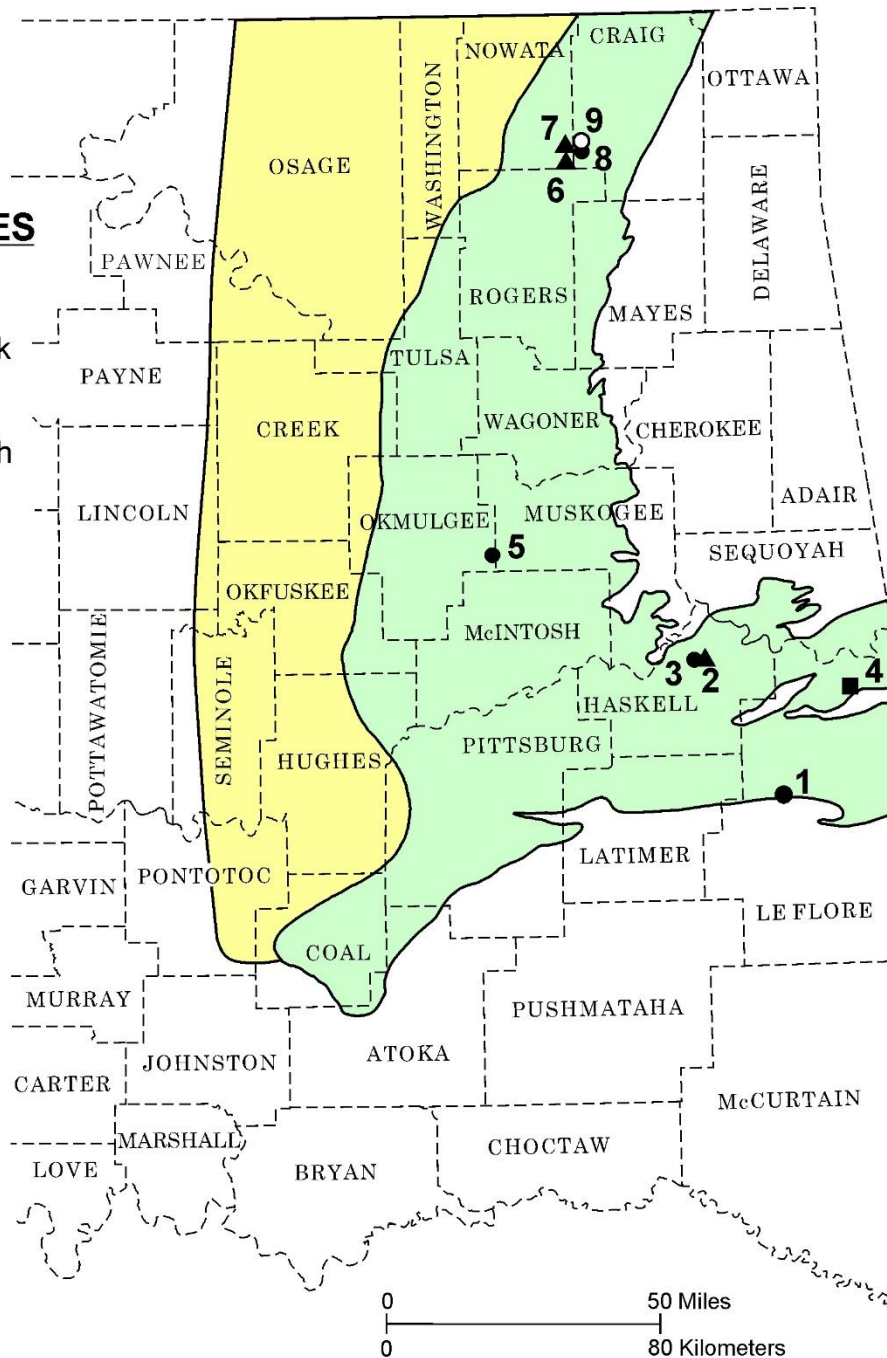 CRAIG
NOWATA
OTTAWA
WASHINGTON
9
7
8
6
OSAGE
DELAWARE
ES
PAWNEE
ROGERS
MAYES
k
TULSA
PAYNE
WAGONER
CREEK
CHEROKEE
h
ADAIR
LINCOLN
OKMULGEE
MUSKOGEE
5
SEQUOYAH
OKFUSKEE
McINTOSH
POTTAWATOMIE
SEMINOLE
3
2
4
HASKELL
PITTSBURG
HUGHES
1
LATIMER
GARVIN
PONTOTOC
LE FLORE
COAL
MURRAY
PUSHMATAHA
JOHNSTON
ATOKA
CARTER
McCURTAIN
MARSHALL
CHOCTAW
LOVE
BRYAN
0
50 Miles
0
80 Kilometers